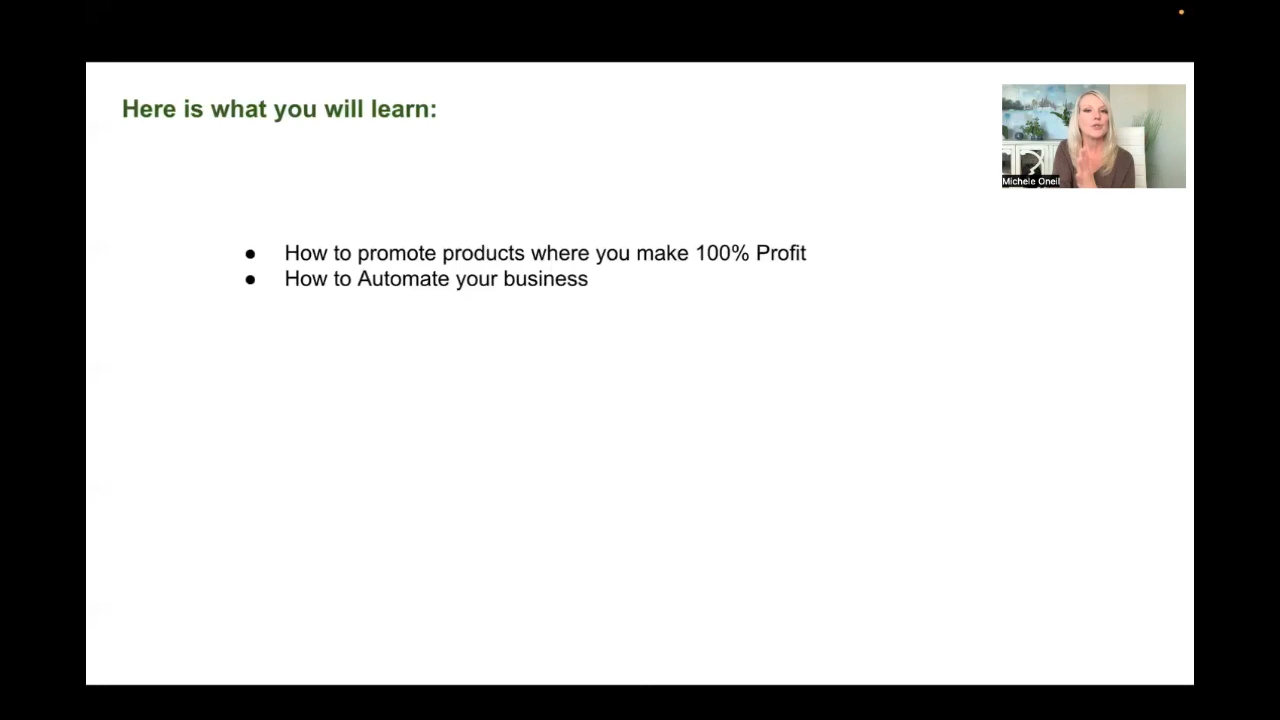 Here is what you will learn:
Michele Oneil
● How to promote products where you make 100% Profit
● How to Automate your business